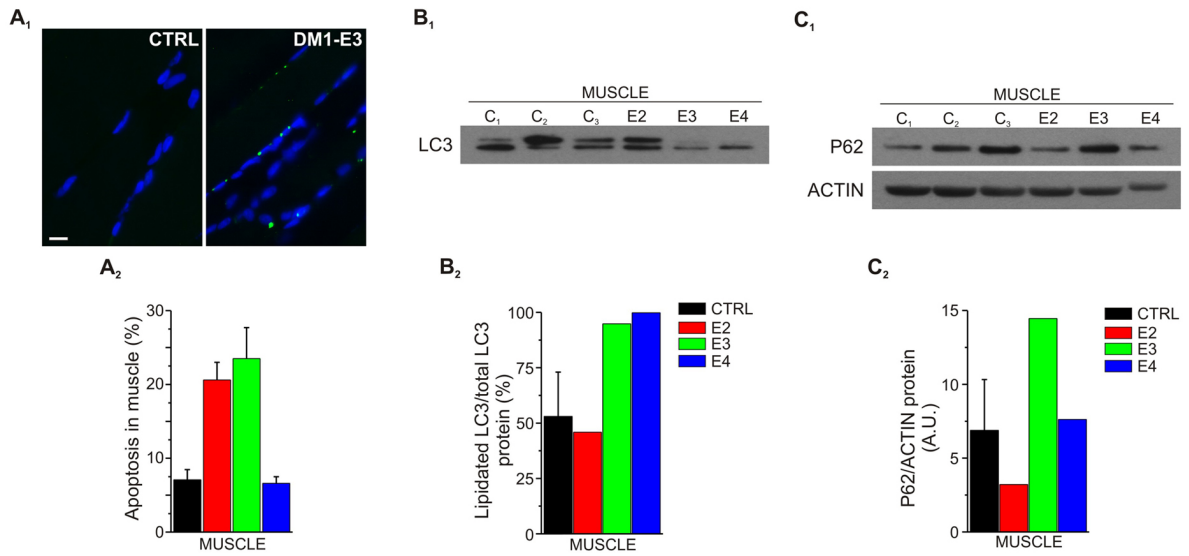 A1
CTRL
DM1-E3
B1
MUSCLE
C1 C2 C3 E2 E3 E4
LC3
C1
MUSCLE
C1 C2 C3 E2 E3 E4
P62
ACTIN
A2
Apoptosis in muscle (%)
30
20
10
0
MUSCLE
B2
Lipidated LC3/total LC3
protein (%)
100
75
50
25
0
MUSCLE
CTRL
E2
E3
E4
C2
P62/ACTIN protein
(A.U.)
15
10
5
0
MUSCLE
CTRL
E2
E3
E4